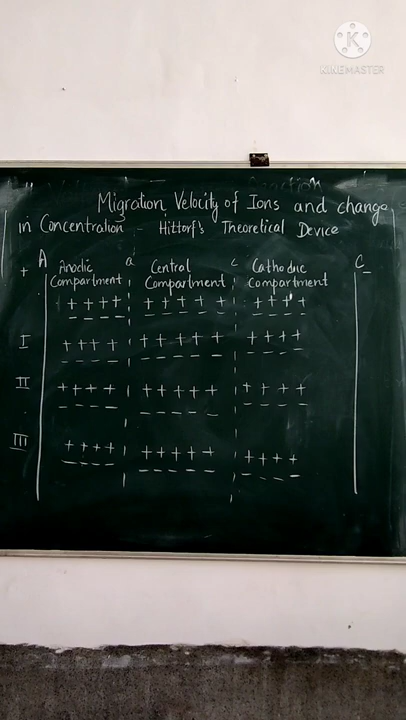 KINEMASTER
Migration Velocity of Ions and change
in Concentration - Hittorf's Theoretical Device
+ A Anodic Compartment a Central Compartment c Cathodic Compartment C -
+ + + + + + + + + + + + +
- - - - - - - - - - - - -
I + + + + + + + + + + + + +
- - - - - - - - - - - - -
II + + + + + + + + + + + + +
- - - - - - - - - - - - -
III + + + + + + + + + + + + +
- - - - - - - - - - - - -